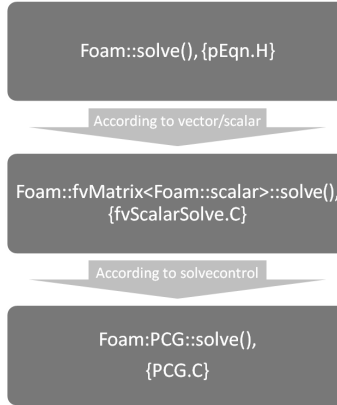 Foam::solve(), {pEqn.H}
According to vector/scalar
Foam::fvMatrix<Foam::scalar>::solve(),
{fvScalarSolve.C}
According to solvecontrol
Foam:PCG::solve(),
{PCG.C}